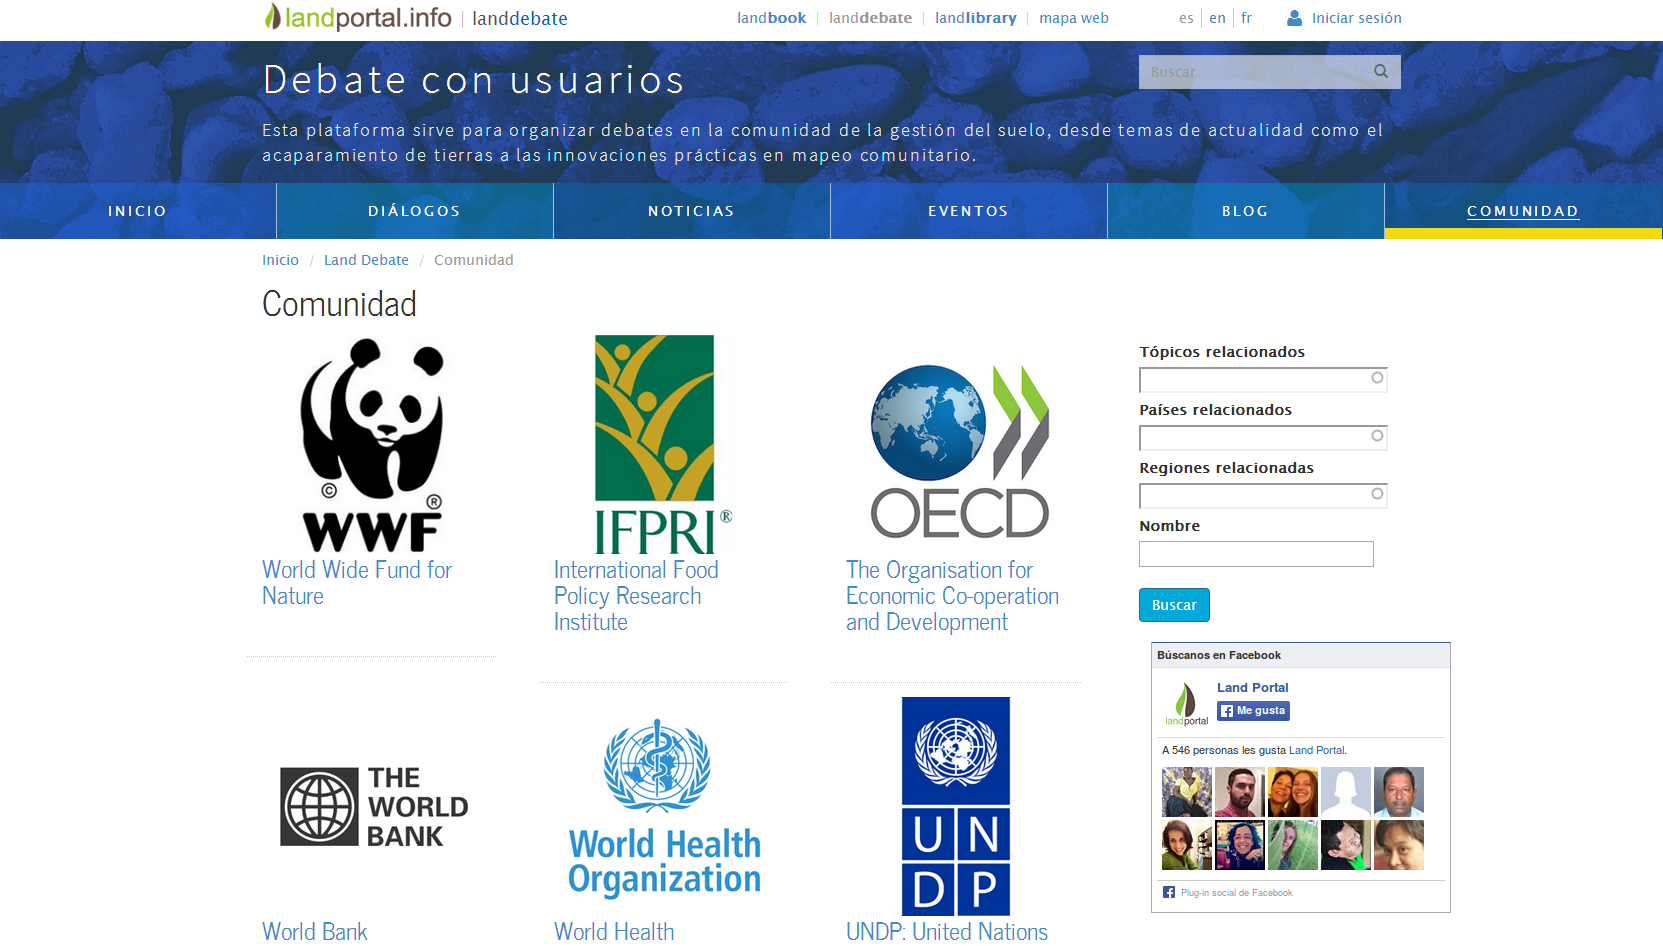 landportal.info | landdebate
landbook | landdebate | landlibrary | mapa web
es | en | fr
Iniciar sesión
Debate con usuarios
Buscar
Esta plataforma sirve para organizar debates en la comunidad de la gestión del suelo, desde temas de actualidad como el
acaparamiento de tierras a las innovaciones prácticas en mapeo comunitario.
INICIO
DIÁLOGOS
NOTICIAS
EVENTOS
BLOG
COMUNIDAD
Inicio / Land Debate / Comunidad
Comunidad
© ®
WWF
World Wide Fund for
Nature
IFPRI®
International Food
Policy Research
Institute
OECD
The Organisation for
Economic Co-operation
and Development
Tópicos relacionados
Países relacionados
Regiones relacionadas
Nombre
Buscar
THE
WORLD
BANK
World Bank
World Health
Organization
World Health
UN
DP
UNDP: United Nations
Búscanos en Facebook
landportal
Land Portal
Me gusta
A 546 personas les gusta Land Portal.
Plug-in social de Facebook